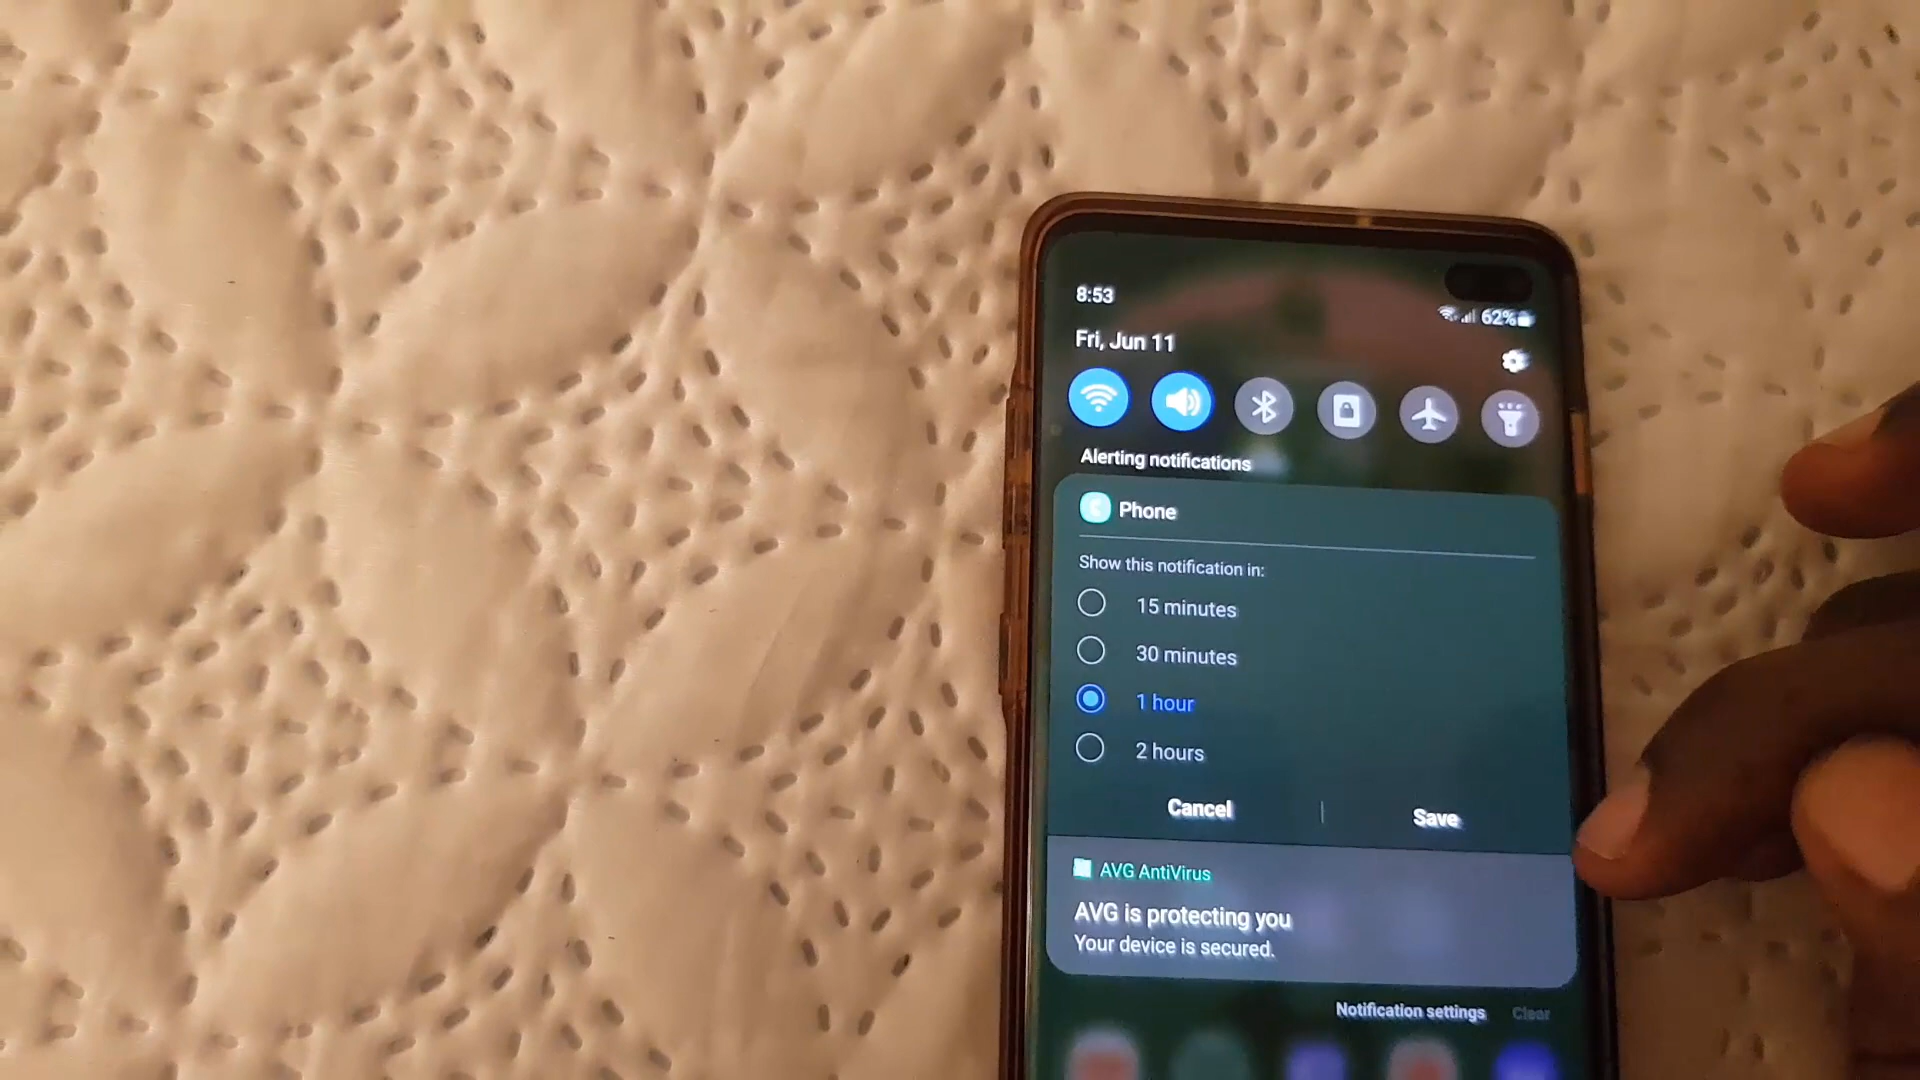 8:53
62%
Fri, Jun 11
Alerting notifications
Phone
Show this notification in:
15 minutes
30 minutes
1 hour
2 hours
Cancel
Save
AVG AntiVirus
AVG is protecting you
Your device is secured.
Notification settings
Clear